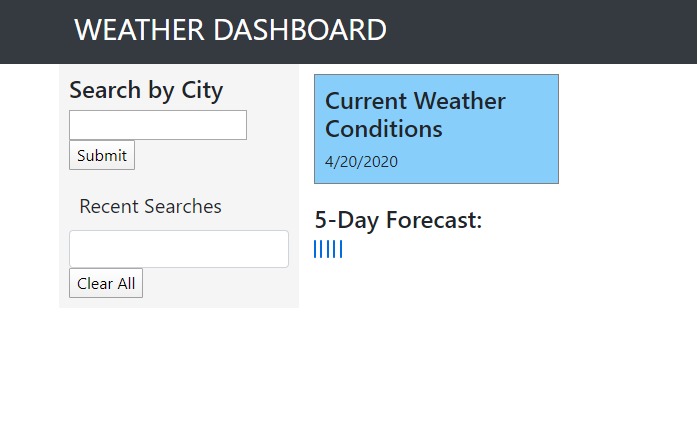 WEATHER DASHBOARD
Search by City
Submit
Recent Searches
Clear All
Current Weather
Conditions
4/20/2020
5-Day Forecast: